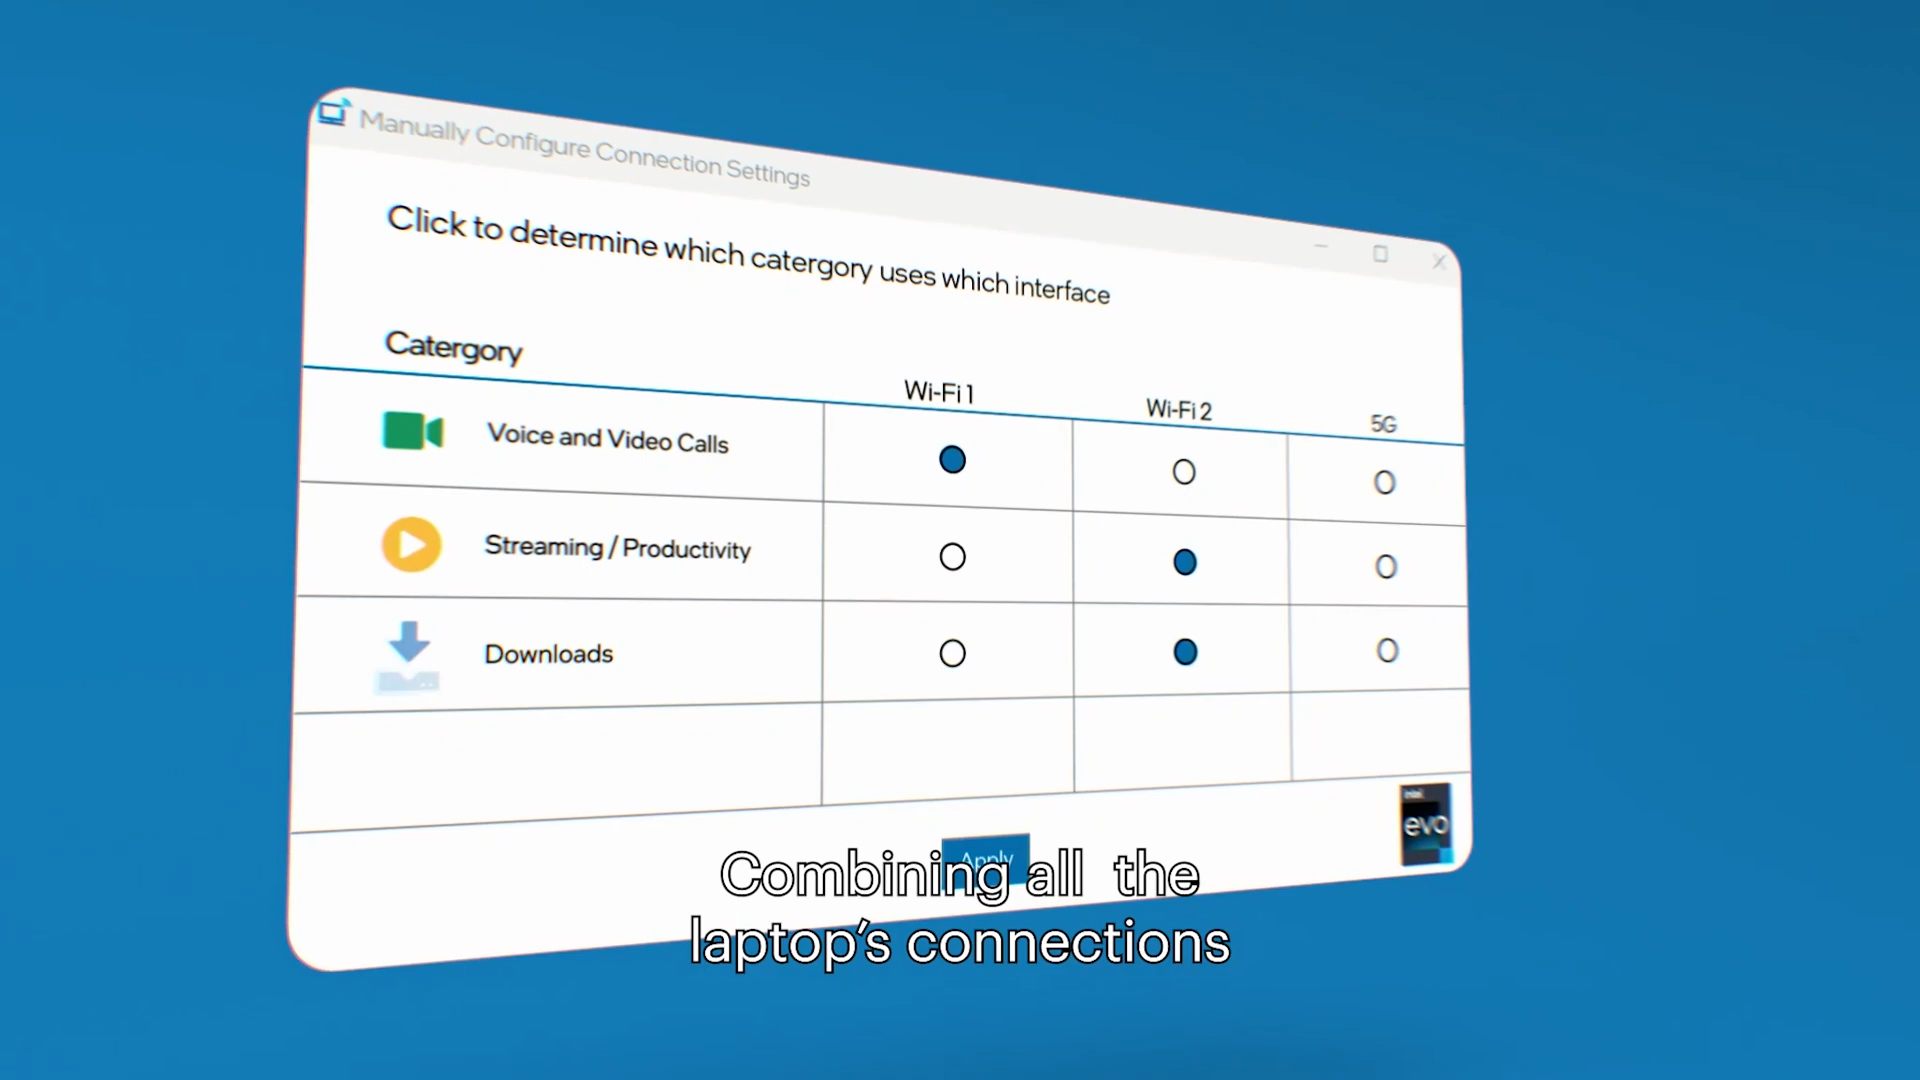 Manually Configure Connection Settings
Click to determine which catergory uses which interface
Catergory
Wi-Fi 1
Wi-Fi 2
5G
Voice and Video Calls
Streaming / Productivity
Downloads
intel
evo
Apply
Combining all the
laptop's connections